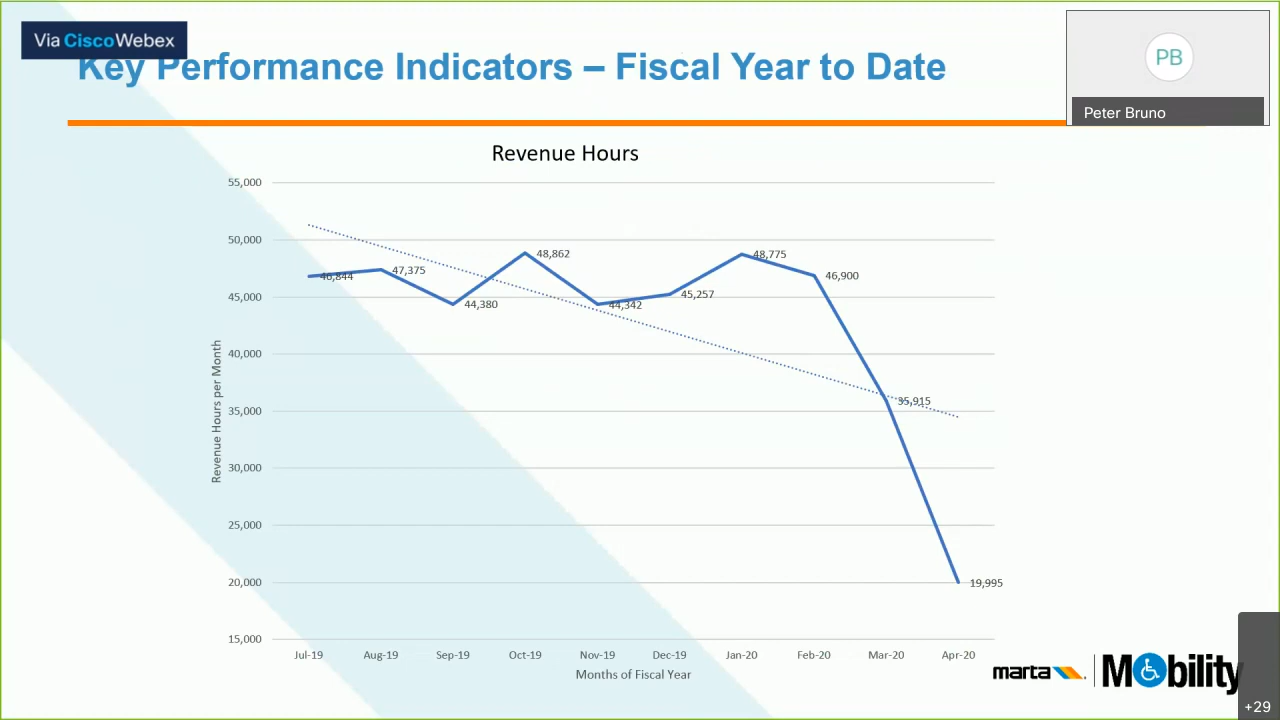 Via Cisco Webex
Key Performance Indicators – Fiscal Year to Date
PB
Peter Bruno
Revenue Hours
55,000
50,000
45,000
40,000
35,000
30,000
25,000
20,000
15,000
Revenue Hours per Month
46,844
47,375
44,380
48,862
44,342
45,257
48,775
46,900
35,915
19,995
Jul-19 Aug-19 Sep-19 Oct-19 Nov-19 Dec-19 Jan-20 Feb-20 Mar-20 Apr-20
Months of Fiscal Year
marta Mobility
+29